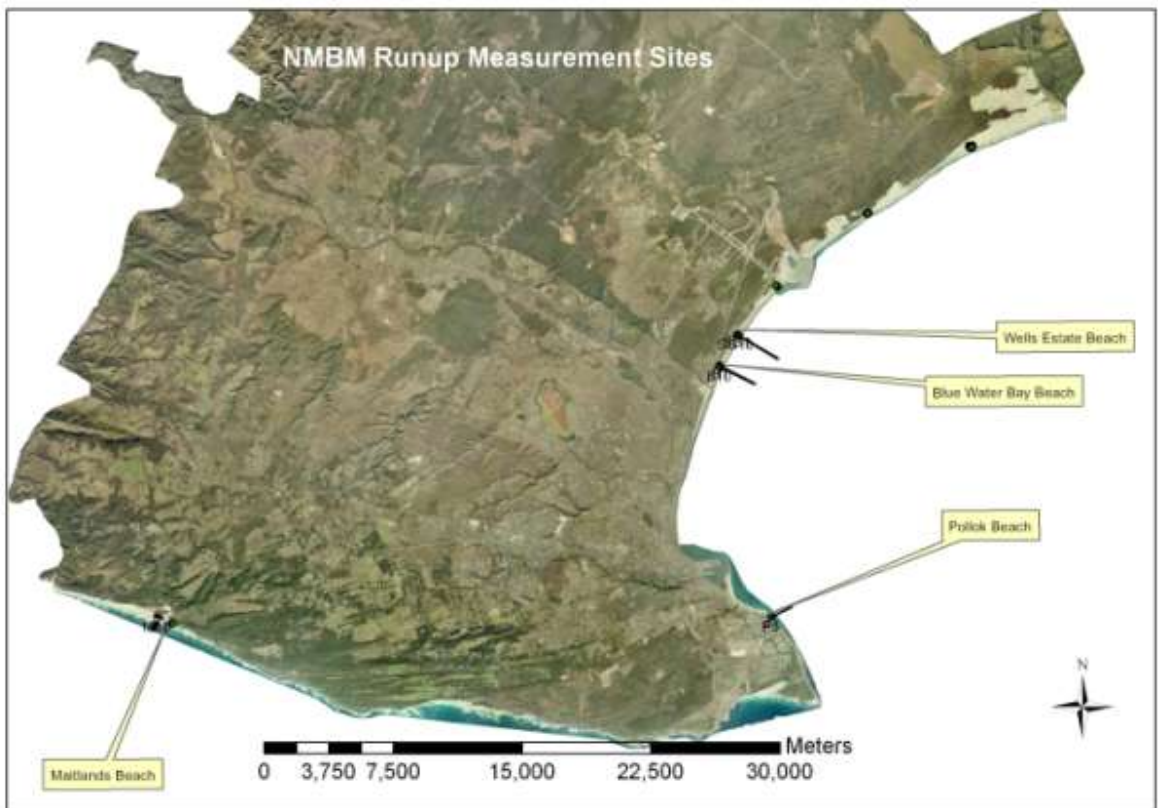 NMBM Runup Measurement Sites
Wells Estate Beach
Blue Water Bay Beach
Pollok Beach
N
Maitlands Beach
Meters
0 3,750 7,500 15,000 22,500 30,000